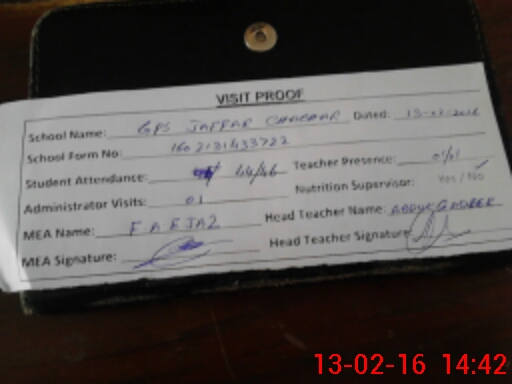 VISIT PROOF
School Name: GPS JAFFAR CHACHAR Dated: 13-02-2016
School Form No: 1602131433722
Student Attendance: 44/46 Teacher Presence: 01/01
Administrator Visits: 01 Nutrition Supervisor: Yes / No
MEA Name: F A EJAZ Head Teacher Name: ABDUL GHADEER
MEA Signature: Head Teacher Signature:
13-02-16 14:42